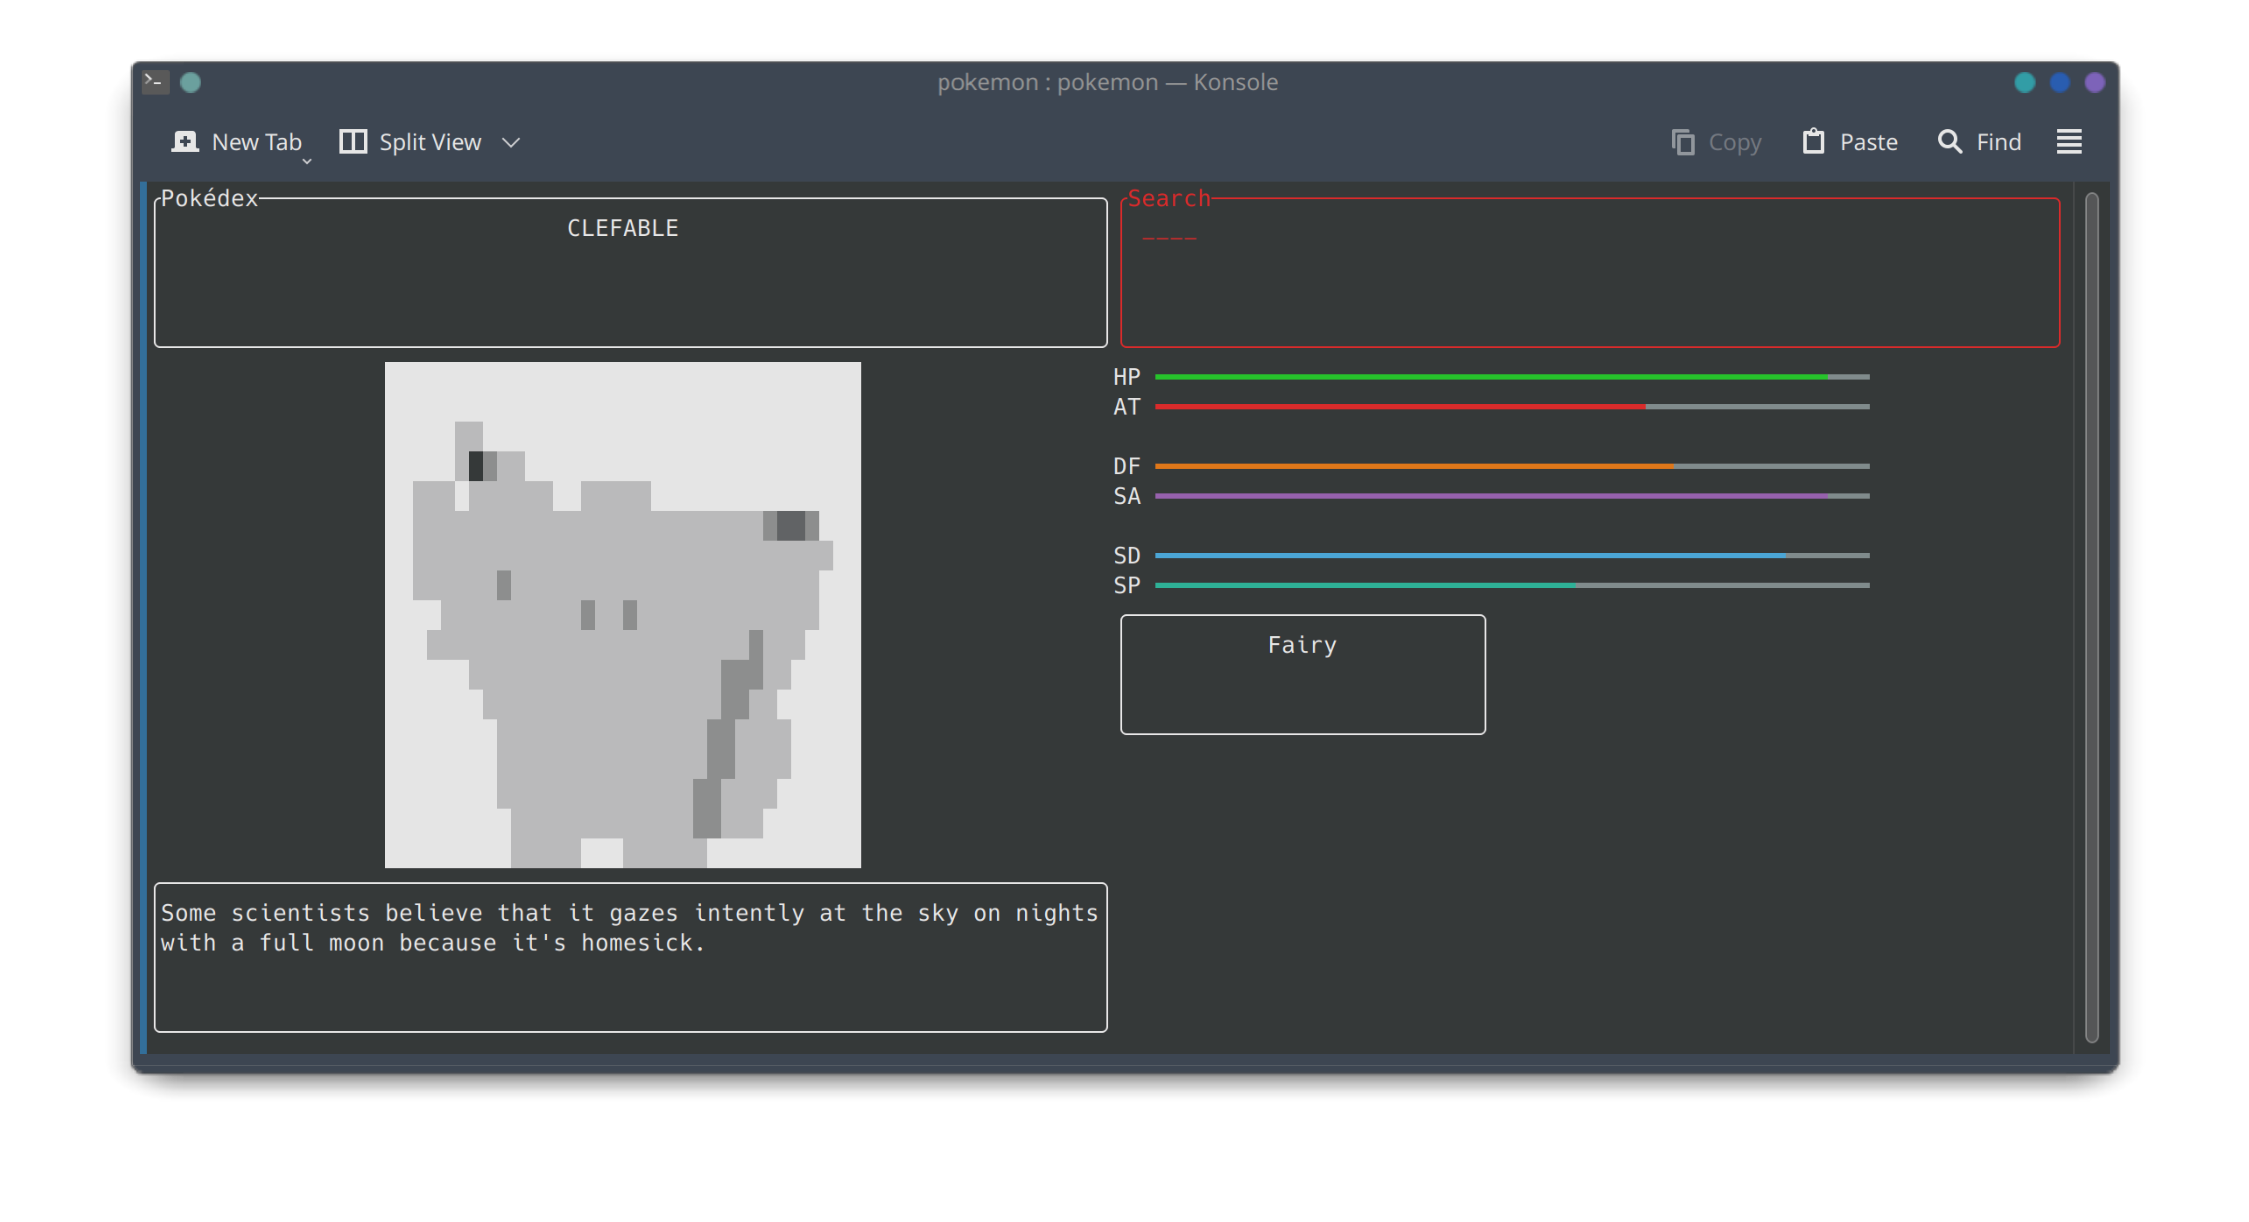 pokemon : pokemon — Konsole
New Tab
Split View
Copy
Paste
Find
Pokédex
CLEFABLE
Search
____
HP
AT
DF
SA
SD
SP
Fairy
Some scientists believe that it gazes intently at the sky on nights
with a full moon because it's homesick.